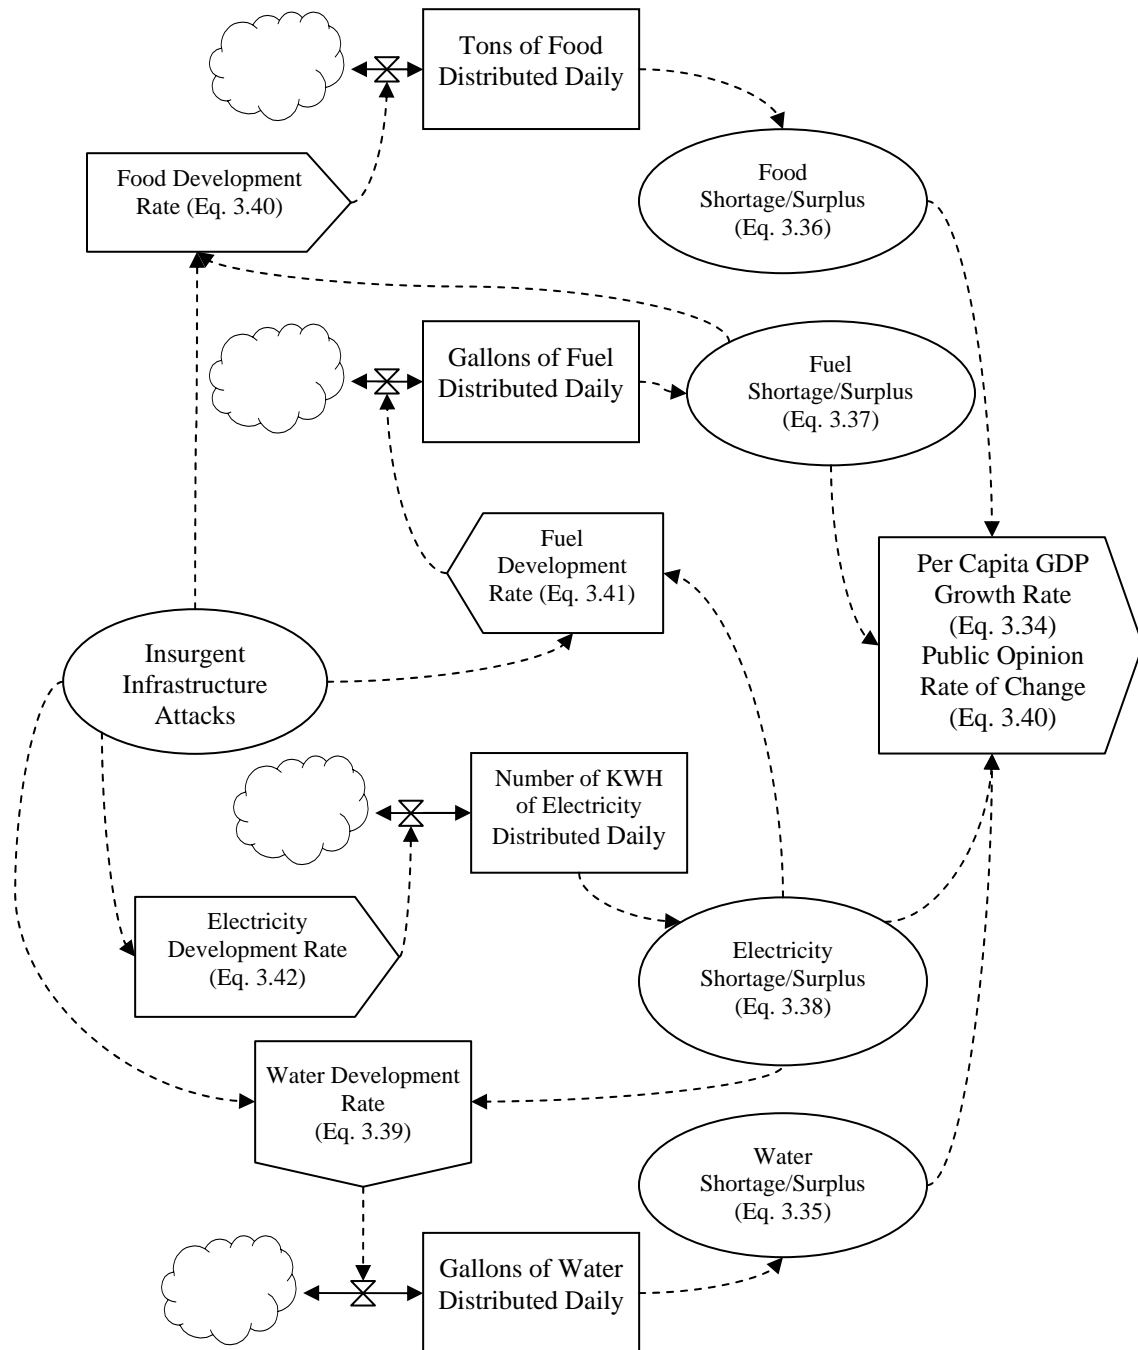 Tons of Food
Distributed Daily
Food Development
Rate (Eq. 3.40)
Food
Shortage/Surplus
(Eq. 3.36)
Gallons of Fuel
Distributed Daily
Fuel
Shortage/Surplus
(Eq. 3.37)
Fuel
Development
Rate (Eq. 3.41)
Per Capita GDP
Growth Rate
(Eq. 3.34)
Public Opinion
Rate of Change
(Eq. 3.40)
Insurgent
Infrastructure
Attacks
Number of KWH
of Electricity
Distributed Daily
Electricity
Development Rate
(Eq. 3.42)
Electricity
Shortage/Surplus
(Eq. 3.38)
Water Development
Rate
(Eq. 3.39)
Water
Shortage/Surplus
(Eq. 3.35)
Gallons of Water
Distributed Daily